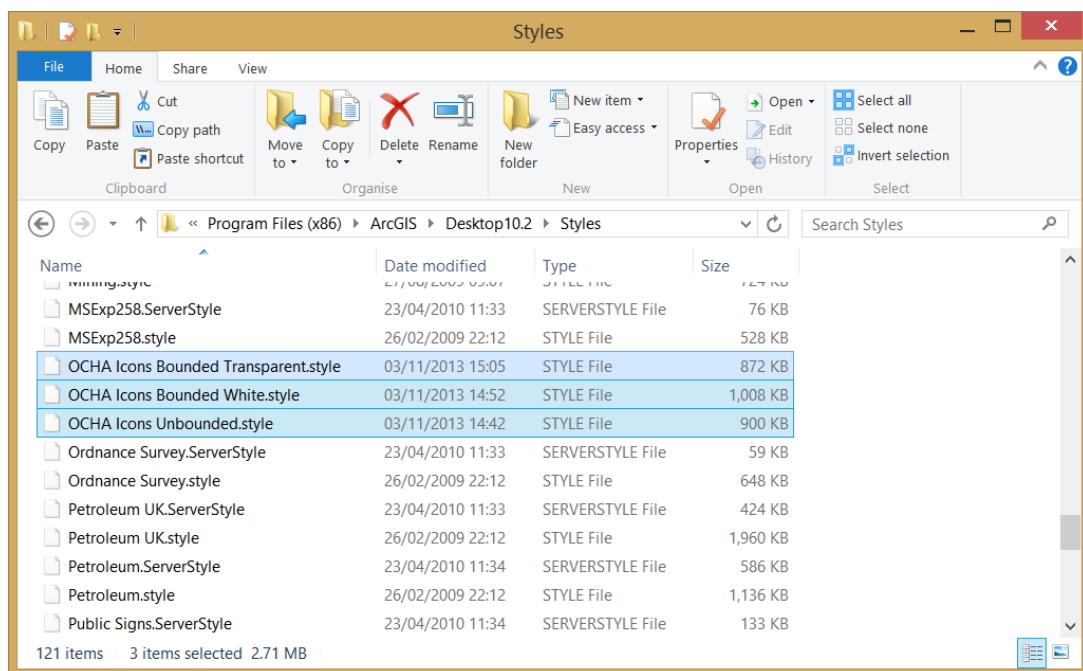 Styles
File Home Share View
Copy Paste Cut Copy path Paste shortcut Move to Copy to Delete Rename New folder New item Easy access Properties Open Edit History Select all Select none Invert selection
Clipboard Organise New Open Select
« Program Files (x86) ArcGIS Desktop10.2 Styles Search Styles
Name Date modified Type Size
Mining.style 724 KB
MSExp258.ServerStyle 23/04/2010 11:33 SERVERSTYLE File 76 KB
MSExp258.style 26/02/2009 22:12 STYLE File 528 KB
OCHA Icons Bounded Transparent.style 03/11/2013 15:05 STYLE File 872 KB
OCHA Icons Bounded White.style 03/11/2013 14:52 STYLE File 1,008 KB
OCHA Icons Unbounded.style 03/11/2013 14:42 STYLE File 900 KB
Ordnance Survey.ServerStyle 23/04/2010 11:33 SERVERSTYLE File 59 KB
Ordnance Survey.style 26/02/2009 22:12 STYLE File 648 KB
Petroleum UK.ServerStyle 23/04/2010 11:33 SERVERSTYLE File 424 KB
Petroleum UK.style 26/02/2009 22:12 STYLE File 1,960 KB
Petroleum.ServerStyle 23/04/2010 11:34 SERVERSTYLE File 586 KB
Petroleum.style 26/02/2009 22:12 STYLE File 1,136 KB
Public Signs.ServerStyle 23/04/2010 11:34 SERVERSTYLE File 133 KB
121 items 3 items selected 2.71 MB